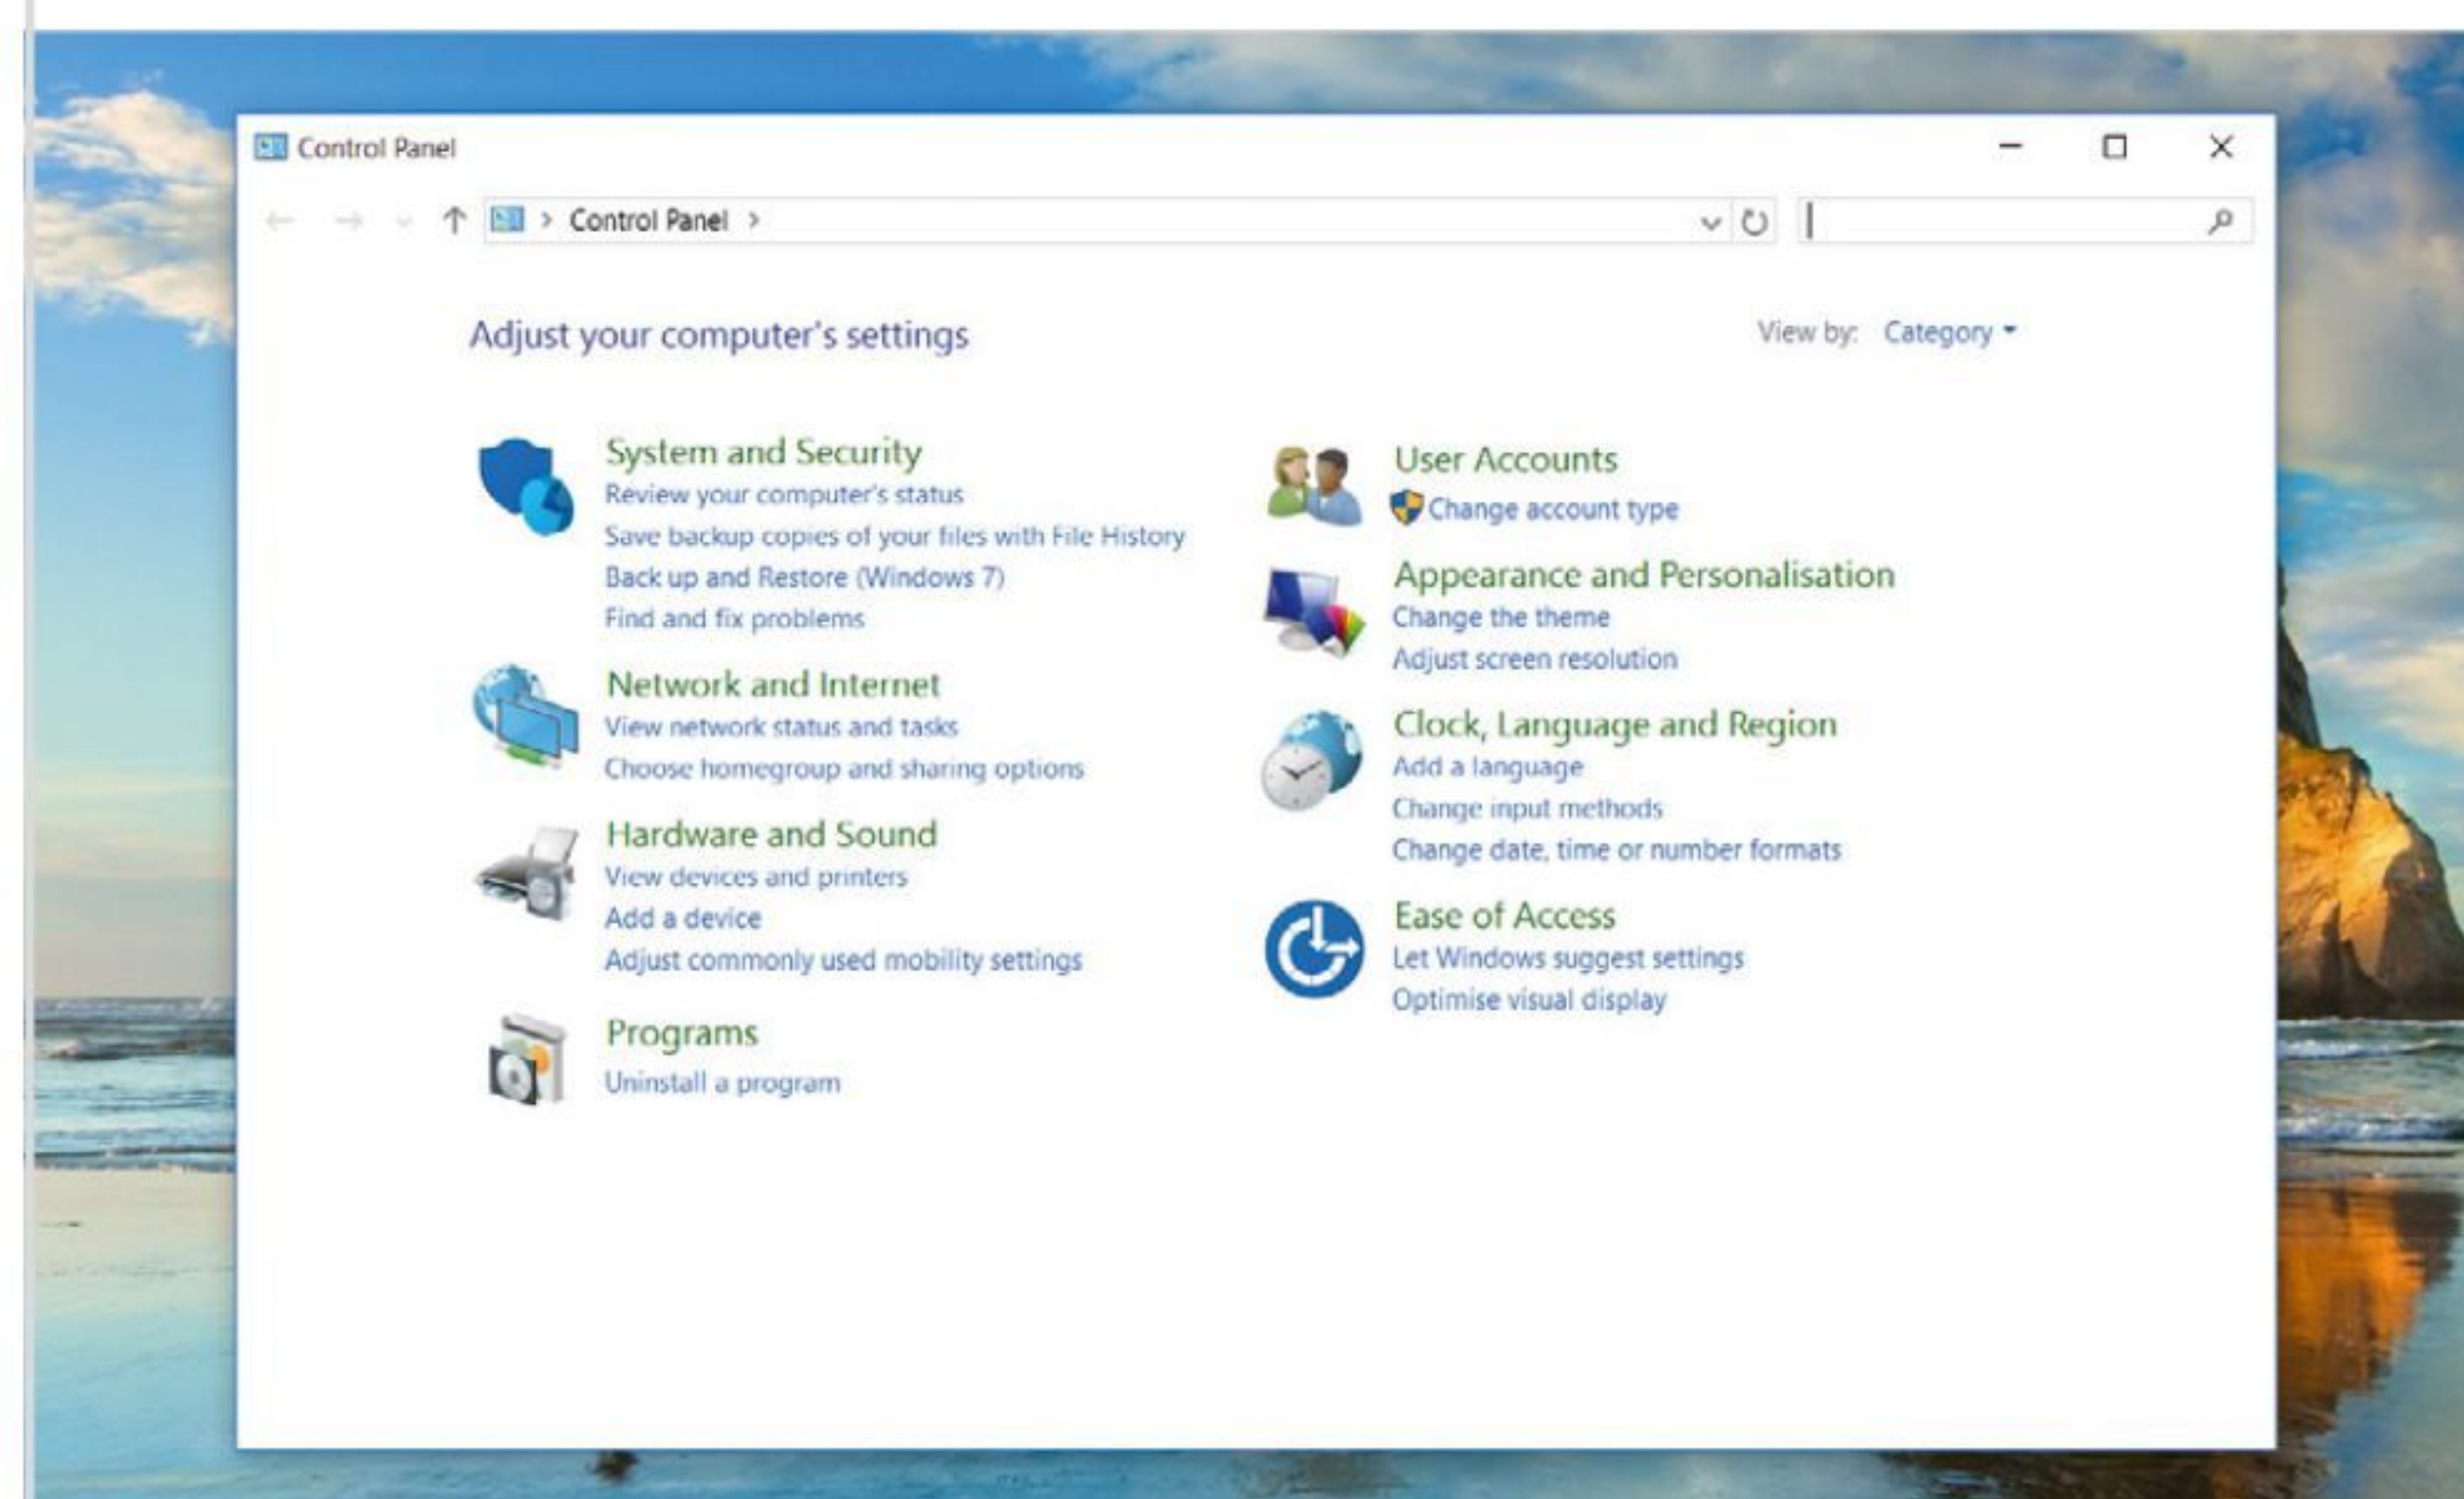 Control Panel
Control Panel
Adjust your computer's settings
View by: Category
System and Security
Review your computer's status
Save backup copies of your files with File History
Back up and Restore (Windows 7)
Find and fix problems
Network and Internet
View network status and tasks
Choose homegroup and sharing options
Hardware and Sound
View devices and printers
Add a device
Adjust commonly used mobility settings
Programs
Uninstall a program
User Accounts
Change account type
Appearance and Personalisation
Change the theme
Adjust screen resolution
Clock, Language and Region
Add a language
Change input methods
Change date, time or number formats
Ease of Access
Let Windows suggest settings
Optimise visual display